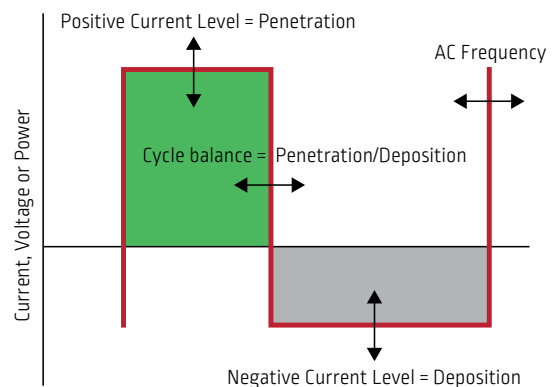 Positive Current Level = Penetration
AC Frequency
Cycle balance = Penetration/Deposition
Current, Voltage or Power
Negative Current Level = Deposition